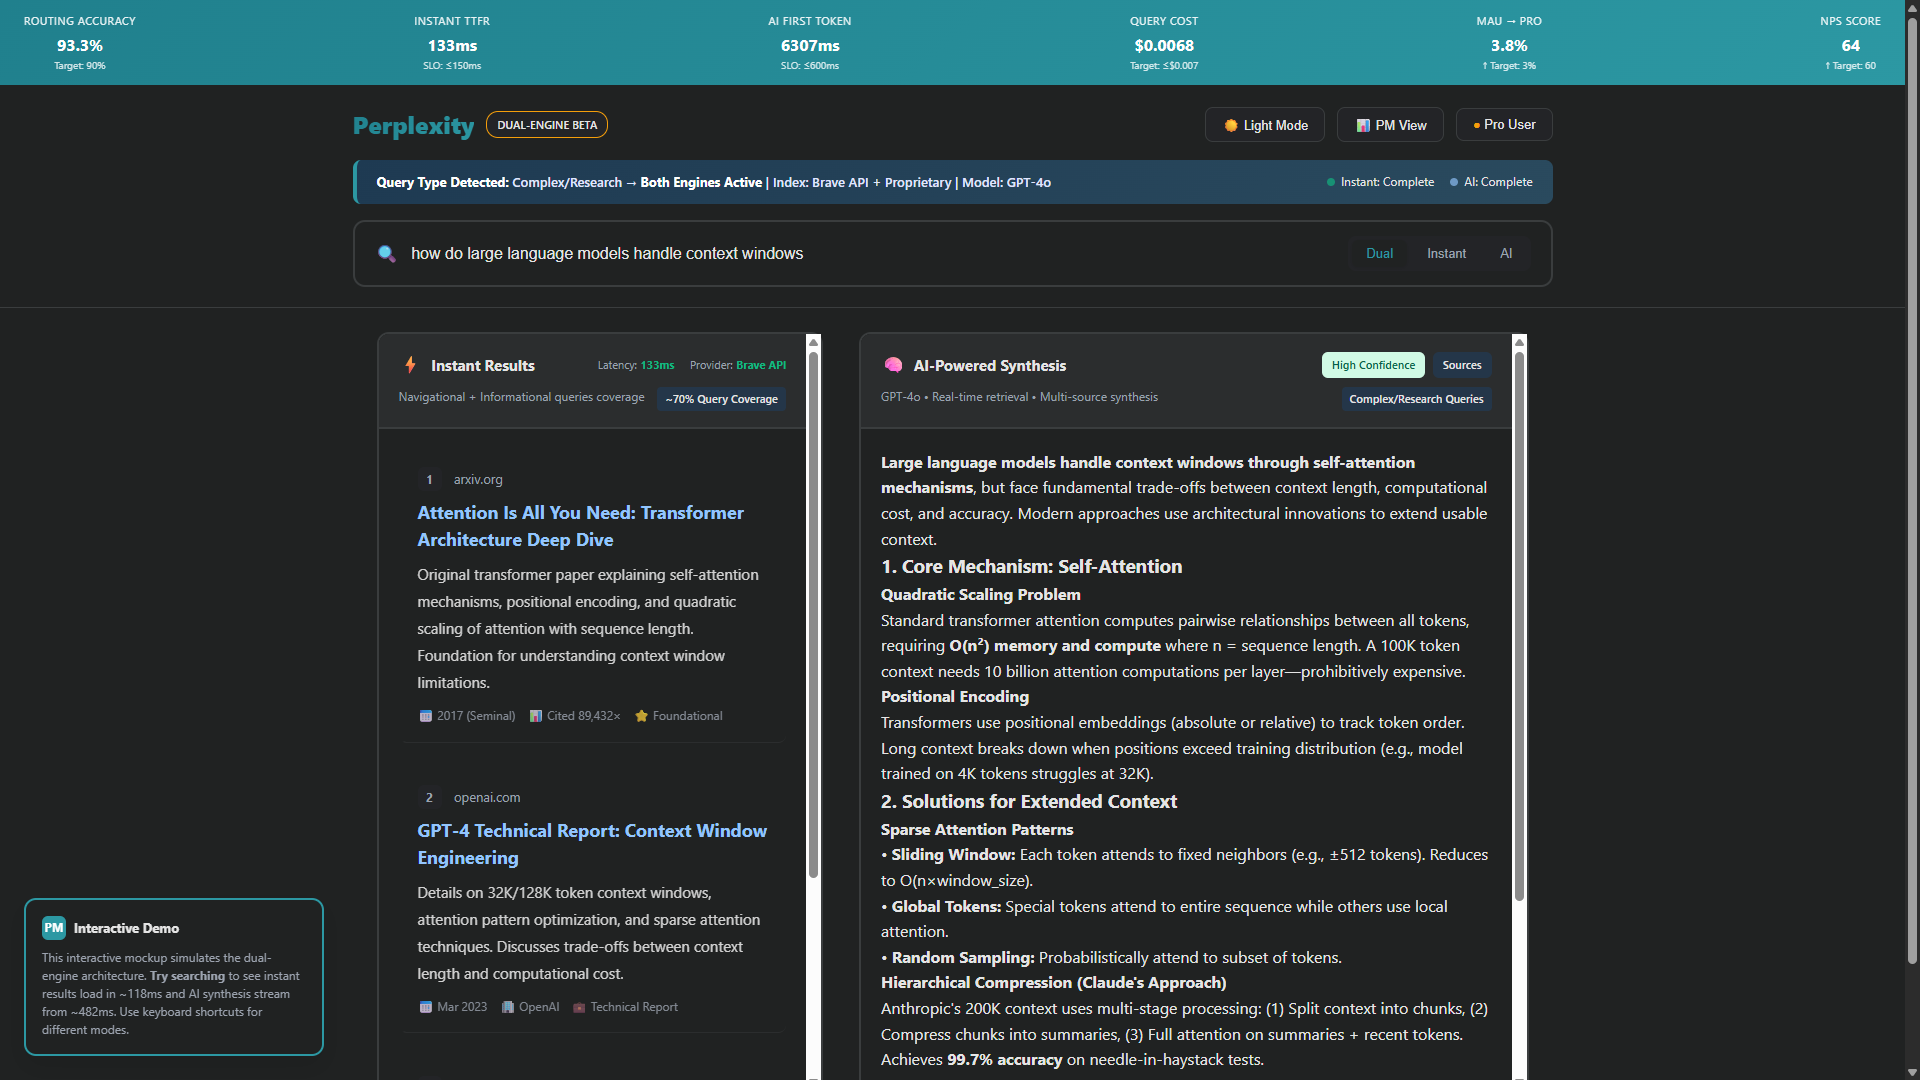 ROUTING ACCURACY
93.3%
Target: 90%
INSTANT TTFR
133ms
SLO: ≤150ms
AI FIRST TOKEN
6307ms
SLO: ≤600ms
QUERY COST
$0.0068
Target: ≤$0.007
MAU → PRO
3.8%
↑ Target: 3%
NPS SCORE
64
↑ Target: 60
Perplexity
DUAL-ENGINE BETA
Light Mode
PM View
Pro User
Query Type Detected: Complex/Research → Both Engines Active | Index: Brave API + Proprietary | Model: GPT-4o
Instant: Complete
AI: Complete
how do large language models handle context windows
Dual
Instant
AI
Instant Results
Latency: 133ms
Provider: Brave API
Navigational + Informational queries coverage
~70% Query Coverage
1
arxiv.org
Attention Is All You Need: Transformer
Architecture Deep Dive
Original transformer paper explaining self-attention
mechanisms, positional encoding, and quadratic
scaling of attention with sequence length.
Foundation for understanding context window
limitations.
2017 (Seminal)
Cited 89,432×
Foundational
2
openai.com
GPT-4 Technical Report: Context Window
Engineering
Details on 32K/128K token context windows,
attention pattern optimization, and sparse attention
techniques. Discusses trade-offs between context
length and computational cost.
Mar 2023
OpenAI
Technical Report
AI-Powered Synthesis
High Confidence
Sources
GPT-4o • Real-time retrieval • Multi-source synthesis
Complex/Research Queries
Large language models handle context windows through self-attention
mechanisms, but face fundamental trade-offs between context length, computational
cost, and accuracy. Modern approaches use architectural innovations to extend usable
context.
1. Core Mechanism: Self-Attention
Quadratic Scaling Problem
Standard transformer attention computes pairwise relationships between all tokens,
requiring O(n²) memory and compute where n = sequence length. A 100K token
context needs 10 billion attention computations per layer—prohibitively expensive.
Positional Encoding
Transformers use positional embeddings (absolute or relative) to track token order.
Long context breaks down when positions exceed training distribution (e.g., model
trained on 4K tokens struggles at 32K).
2. Solutions for Extended Context
Sparse Attention Patterns
• Sliding Window: Each token attends to fixed neighbors (e.g., ±512 tokens). Reduces
to O(n×window_size).
• Global Tokens: Special tokens attend to entire sequence while others use local
attention.
• Random Sampling: Probabilistically attend to subset of tokens.
Hierarchical Compression (Claude's Approach)
Anthropic's 200K context uses multi-stage processing: (1) Split context into chunks, (2)
Compress chunks into summaries, (3) Full attention on summaries + recent tokens.
Achieves 99.7% accuracy on needle-in-haystack tests.
PM
Interactive Demo
This interactive mockup simulates the dual-
engine architecture. Try searching to see instant
results load in ~118ms and AI synthesis stream
from ~482ms. Use keyboard shortcuts for
different modes.